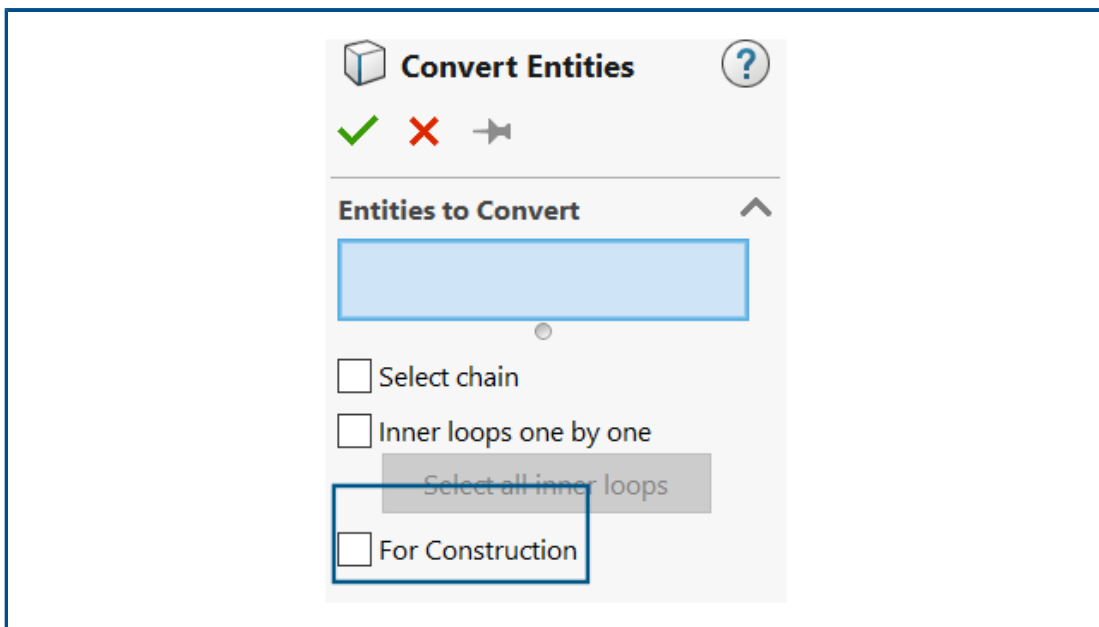 Convert Entities ?
Entities to Convert
Select chain
Inner loops one by one
Select all inner loops
For Construction